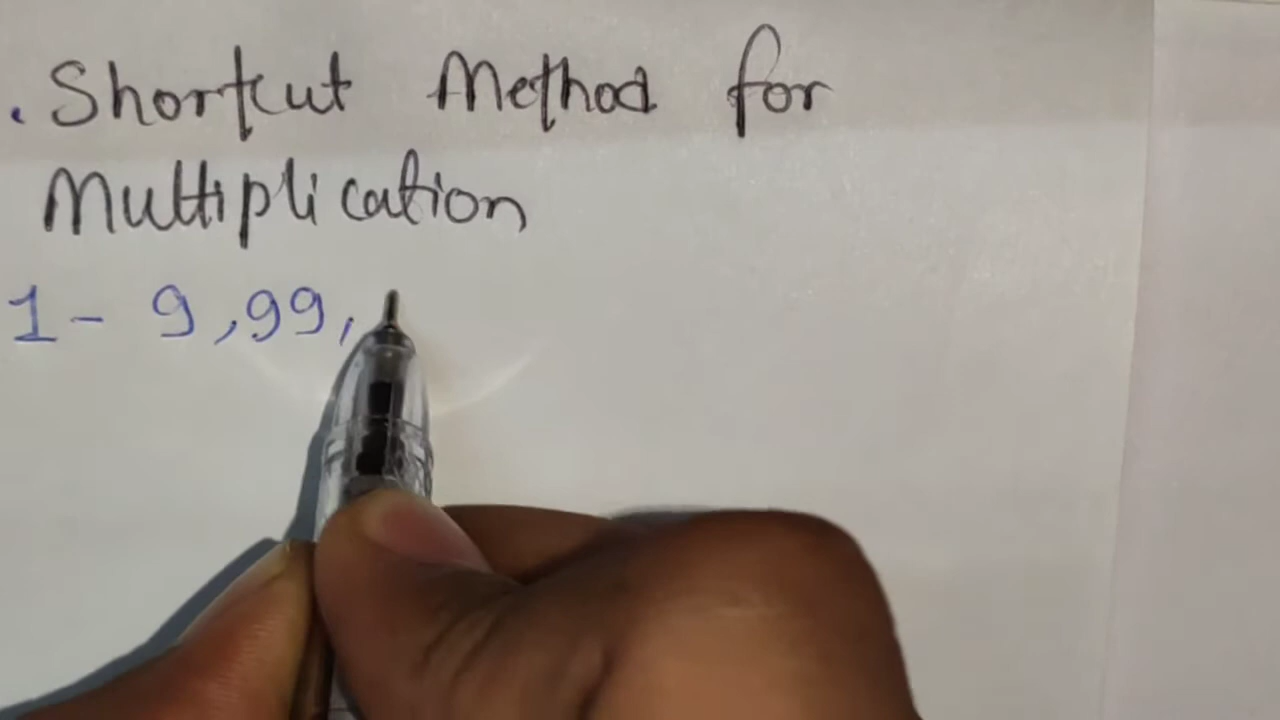 . Shortcut Method for
Multiplication
1 - 9 , 99 ,